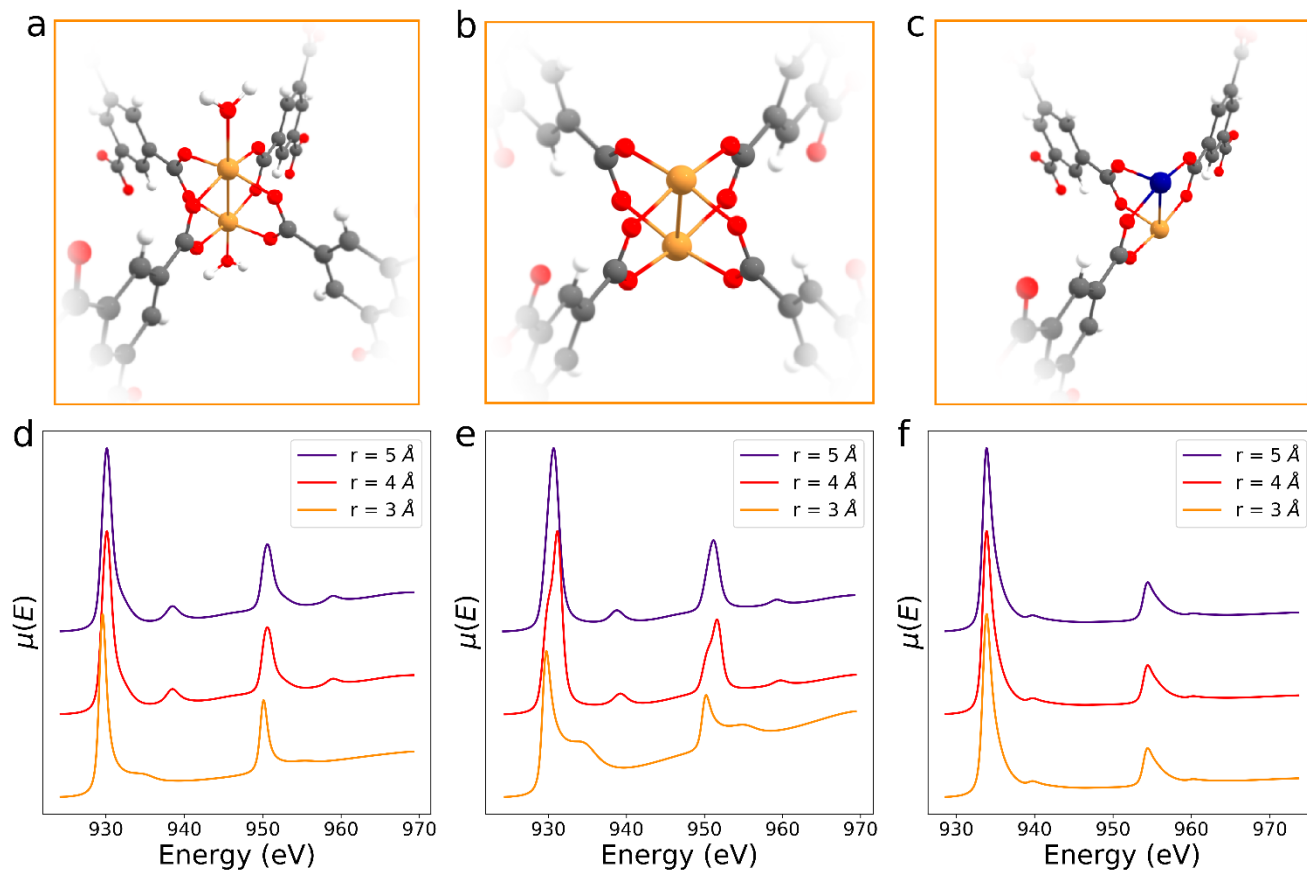 a
b
c
d
r = 5 Å
r = 4 Å
r = 3 Å
μ(E)
930 940 950 960 970
Energy (eV)
e
r = 5 Å
r = 4 Å
r = 3 Å
μ(E)
930 940 950 960 970
Energy (eV)
f
r = 5 Å
r = 4 Å
r = 3 Å
μ(E)
930 940 950 960 970
Energy (eV)